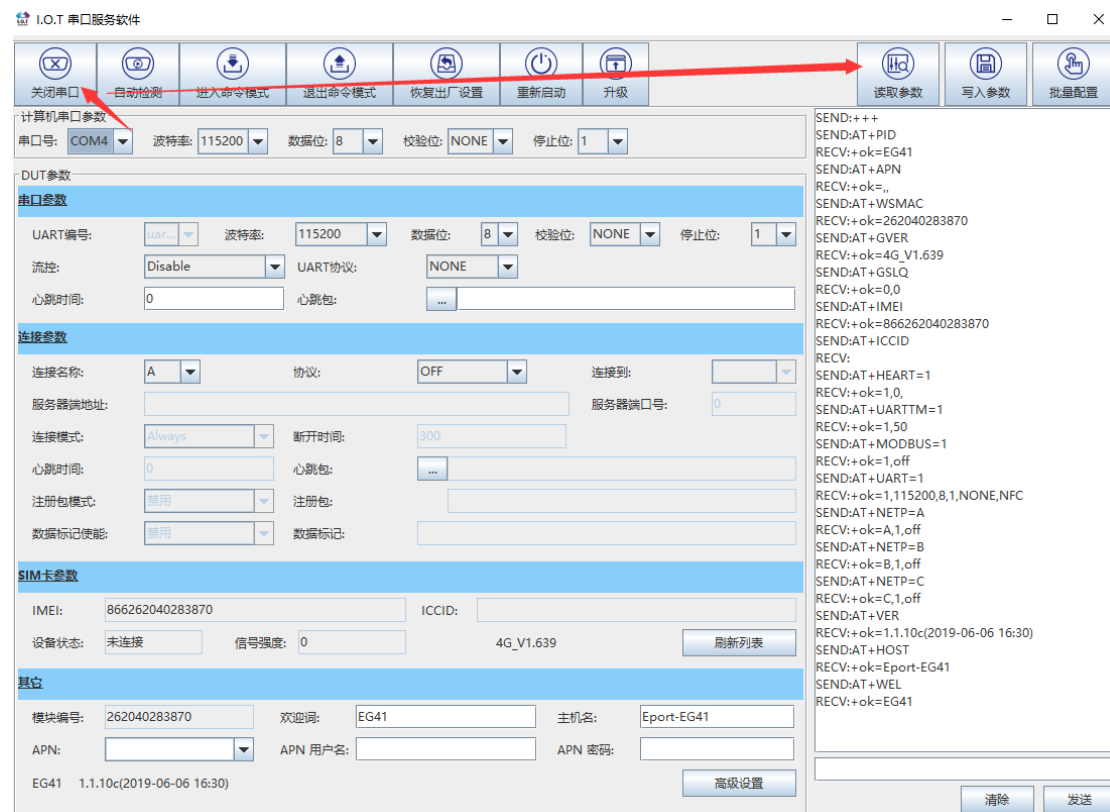 I.O.T 串口服务软件
关闭串口 自动检测 进入命令模式 退出命令模式 恢复出厂设置 重新启动 升级 读取参数 写入参数 批量配置
计算机串口参数
串口号: COM4 波特率: 115200 数据位: 8 校验位: NONE 停止位: 1
DUT参数
串口参数
UART编号: uar... 波特率: 115200 数据位: 8 校验位: NONE 停止位: 1
流控: Disable UART协议: NONE
心跳时间: 0 心跳包: ...
连接参数
连接名称: A 协议: OFF 连接到:
服务器端地址: 服务器端口号: 0
连接模式: Always 断开时间: 300
心跳时间: 0 心跳包: ...
注册包模式: 禁用 注册包:
数据标记使能: 禁用 数据标记:
SIM卡参数
IMEI: 866262040283870 ICCID:
设备状态: 未连接 信号强度: 0 4G_V1.639 刷新列表
其它
模块编号: 262040283870 欢迎词: EG41 主机名: Eport-EG41
APN: APN 用户名: APN 密码:
EG41 1.1.10c(2019-06-06 16:30) 高级设置
SEND:+++
SEND:AT+PID
RECV:+ok=EG41
SEND:AT+APN
RECV:+ok=,,
SEND:AT+WSMAC
RECV:+ok=262040283870
SEND:AT+GVER
RECV:+ok=4G_V1.639
SEND:AT+GSLQ
RECV:+ok=0,0
SEND:AT+IMEI
RECV:+ok=866262040283870
SEND:AT+ICCID
RECV:
SEND:AT+HEART=1
RECV:+ok=1,0,
SEND:AT+UARTTM=1
RECV:+ok=1,50
SEND:AT+MODBUS=1
RECV:+ok=1,off
SEND:AT+UART=1
RECV:+ok=1,115200,8,1,NONE,NFC
SEND:AT+NETP=A
RECV:+ok=A,1,off
SEND:AT+NETP=B
RECV:+ok=B,1,off
SEND:AT+NETP=C
RECV:+ok=C,1,off
SEND:AT+VER
RECV:+ok=1.1.10c(2019-06-06 16:30)
SEND:AT+HOST
RECV:+ok=Eport-EG41
SEND:AT+WEL
RECV:+ok=EG41
清除 发送